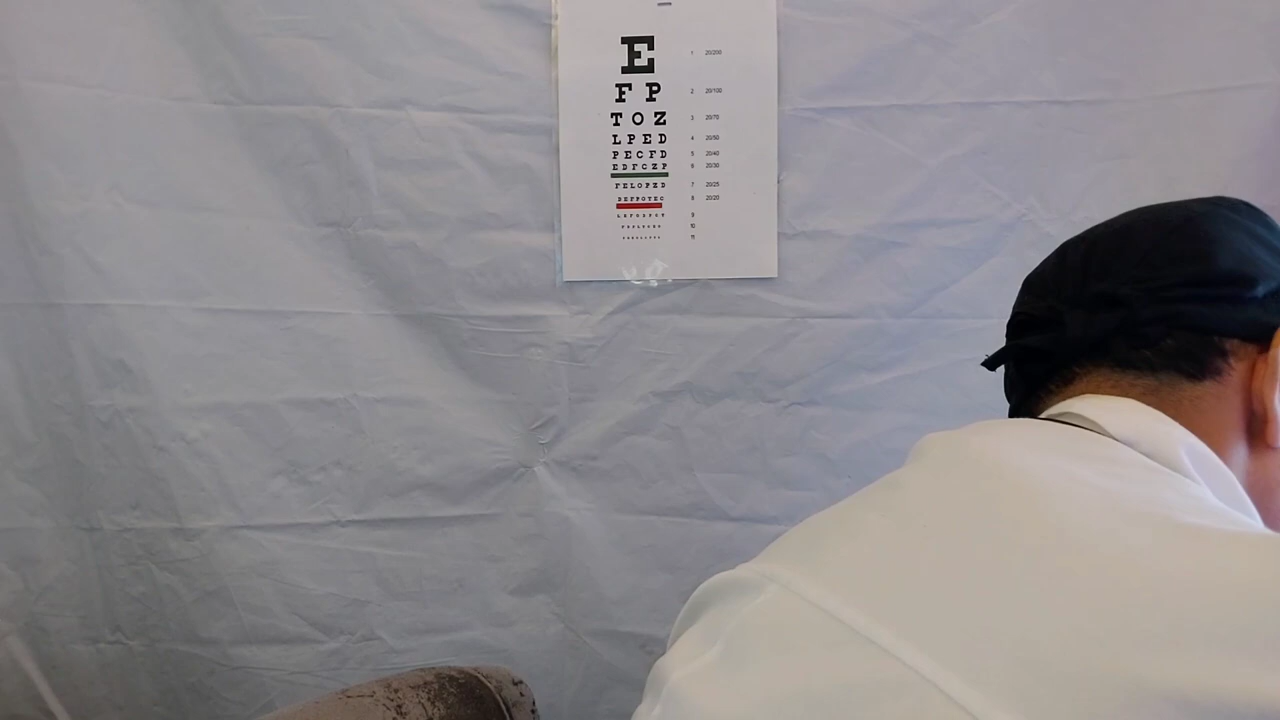 E 1 20/200
F P 2 20/100
T O Z 3 20/70
L P E D 4 20/50
P E C F D 5 20/40
E D F C Z P 6 20/30
F E L O P Z D 7 20/25
D E F P O T E C 8 20/20
9
10
11